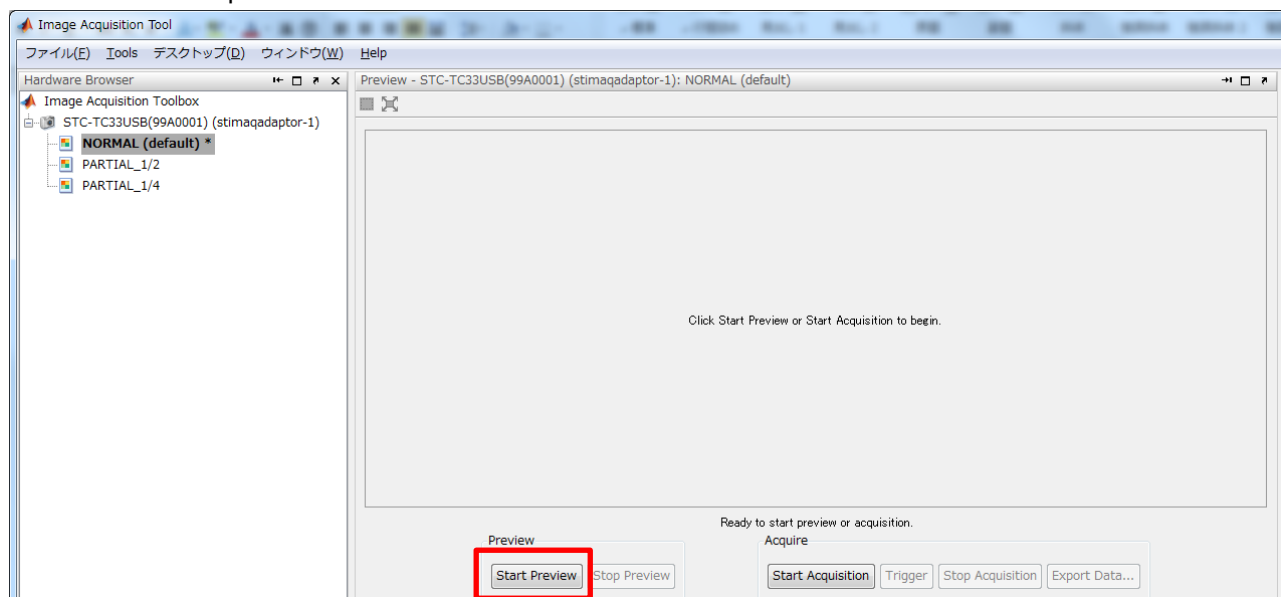 Image Acquisition Tool
ファイル(F) Tools デスクトップ(D) ウィンドウ(W) Help
Hardware Browser
Image Acquisition Toolbox
STC-TC33USB(99A0001) (stimaqadaptor-1)
NORMAL (default) *
PARTIAL_1/2
PARTIAL_1/4
Preview - STC-TC33USB(99A0001) (stimaqadaptor-1): NORMAL (default)
Click Start Preview or Start Acquisition to begin.
Ready to start preview or acquisition.
Preview
Start Preview Stop Preview
Acquire
Start Acquisition Trigger Stop Acquisition Export Data...